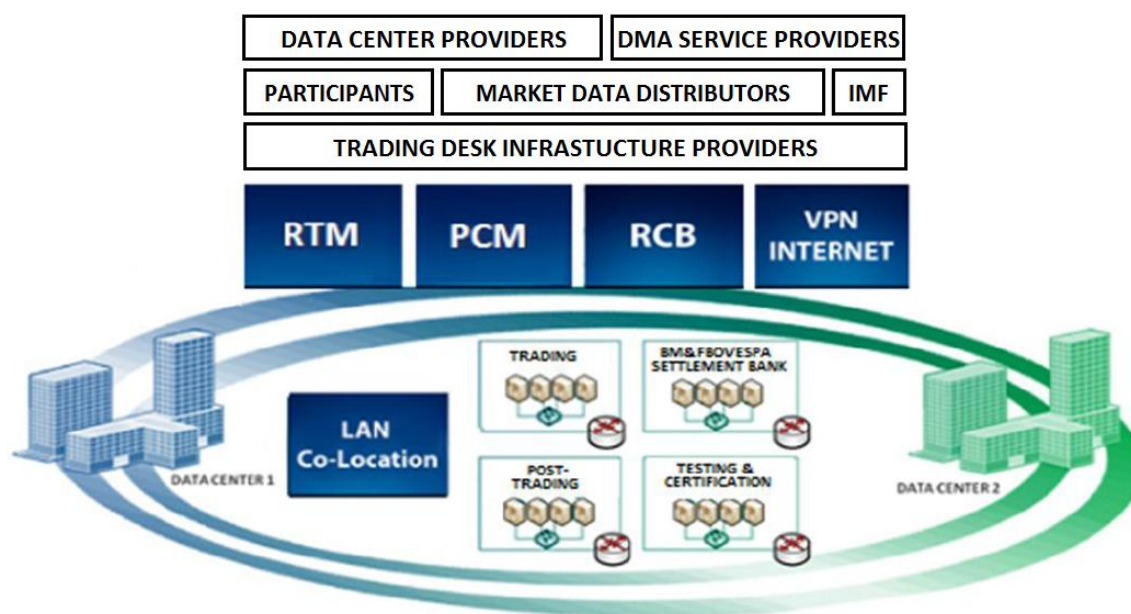 DATA CENTER PROVIDERS
DMA SERVICE PROVIDERS
PARTICIPANTS
MARKET DATA DISTRIBUTORS
IMF
TRADING DESK INFRASTUCTURE PROVIDERS
RTM
PCM
RCB
VPN
INTERNET
TRADING
BM&FBOVESPA
SETTLEMENT BANK
LAN
Co-Location
DATA CENTER 1
POST-
TRADING
TESTING &
CERTIFICATION
DATA CENTER 2